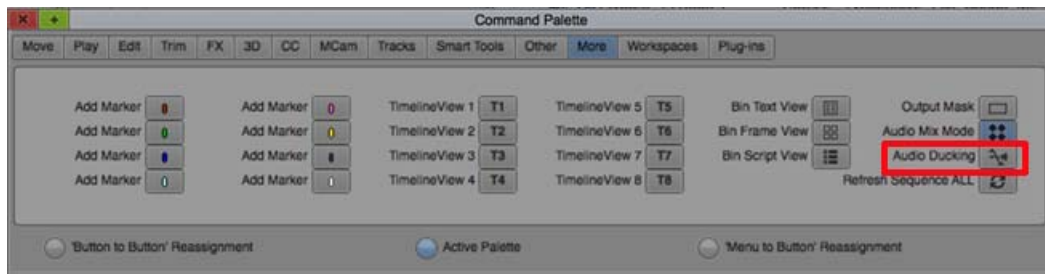 Command Palette
Move Play Edit Trim FX 3D CC MCam Tracks Smart Tools Other More Workspaces Plug-ins
Add Marker Add Marker TimelineView 1 T1 TimelineView 5 T5 Bin Text View Output Mask
Add Marker Add Marker TimelineView 2 T2 TimelineView 6 T6 Bin Frame View Audio Mix Mode
Add Marker Add Marker TimelineView 3 T3 TimelineView 7 T7 Bin Script View Audio Ducking
Add Marker Add Marker TimelineView 4 T4 TimelineView 8 T8 Refresh Sequence ALL
'Button to Button' Reassignment Active Palette 'Menu to Button' Reassignment